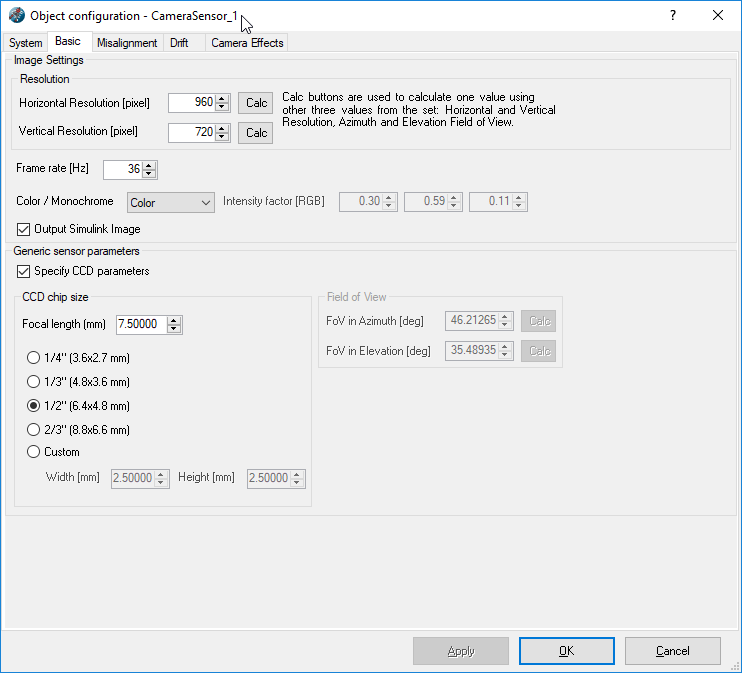 Object configuration - CameraSensor_1
?
System Basic Misalignment Drift Camera Effects
Image Settings
Resolution
Horizontal Resolution [pixel] 960 Calc
Vertical Resolution [pixel] 720 Calc
Calc buttons are used to calculate one value using
other three values from the set: Horizontal and Vertical
Resolution, Azimuth and Elevation Field of View.
Frame rate [Hz] 36
Color / Monochrome Color Intensity factor [RGB] 0.30 0.59 0.11
Output Simulink Image
Generic sensor parameters
Specify CCD parameters
CCD chip size
Focal length (mm) 7.50000
1/4" (3.6x2.7 mm)
1/3" (4.8x3.6 mm)
1/2" (6.4x4.8 mm)
2/3" (8.8x6.6 mm)
Custom
Width [mm] 2.50000 Height [mm] 2.50000
Field of View
FoV in Azimuth [deg] 46.21265 Calc
FoV in Elevation [deg] 35.48935 Calc
Apply OK Cancel